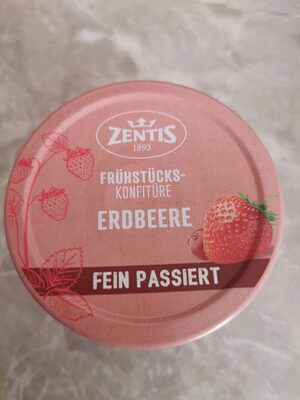 ZENTIS
1893
FRÜHSTÜCKS-
KONFITÜRE
ERDBEERE
FEIN PASSIERT